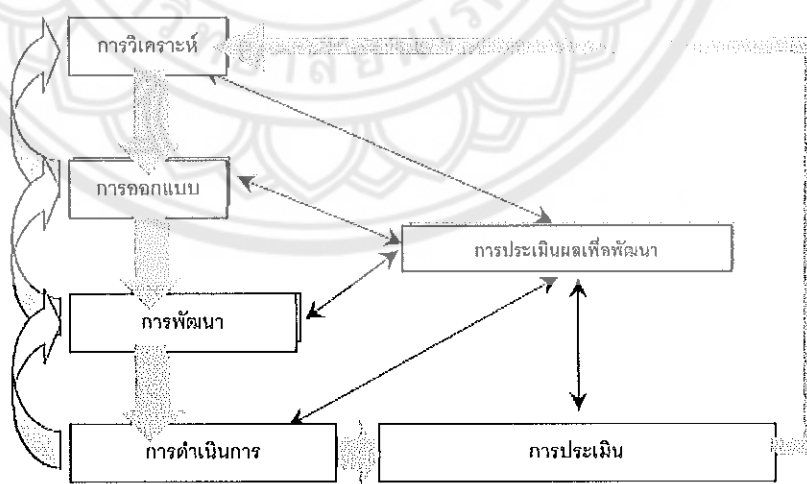 การวิเคราะห์
การออกแบบ
การประเมินผลเพื่อพัฒนา
การพัฒนา
การดำเนินการ
การประเมิน